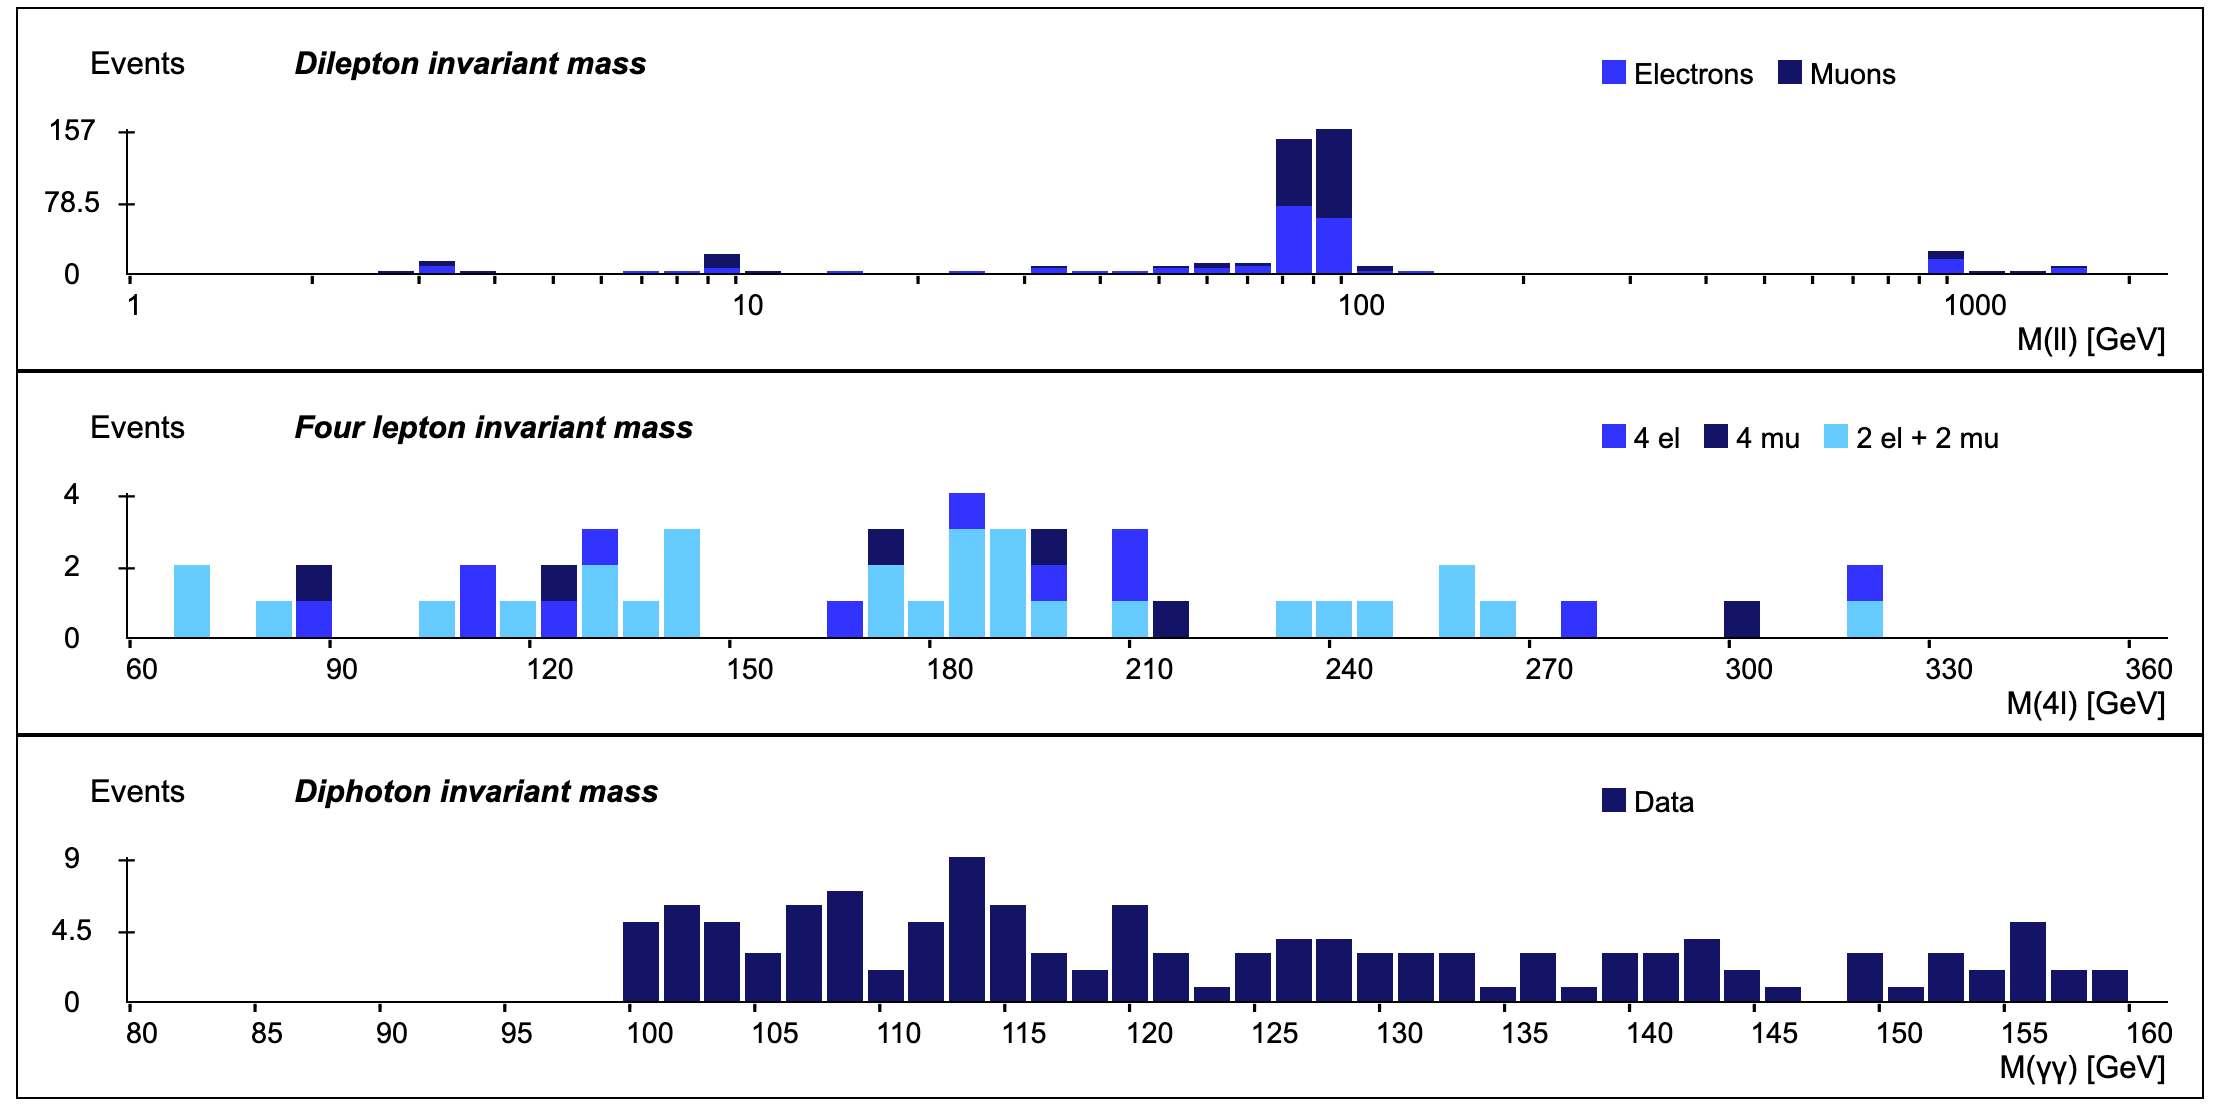 Events Dilepton invariant mass Electrons Muons
157
78.5
0
1 10 100 1000
M(ll) [GeV]
Events Four lepton invariant mass 4 el 4 mu 2 el + 2 mu
4
2
0
60 90 120 150 180 210 240 270 300 330 360
M(4l) [GeV]
Events Diphoton invariant mass Data
9
4.5
0
80 85 90 95 100 105 110 115 120 125 130 135 140 145 150 155 160
M(γγ) [GeV]